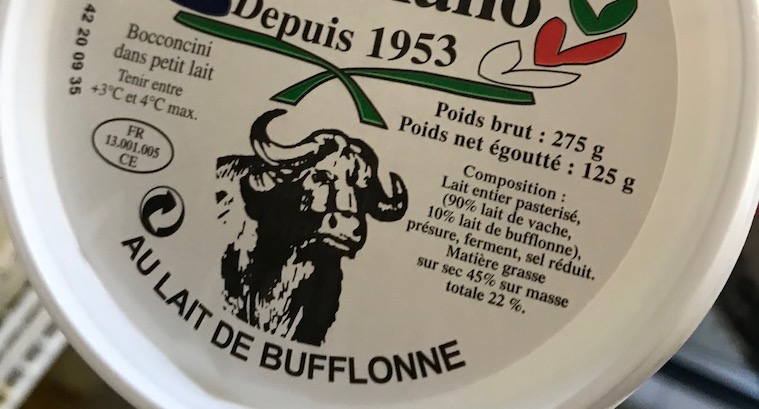 Depuis 1953
42 20 09 35
Bocconcini
dans petit lait
Tenir entre
+3°C et 4°C max.
FR
13.001.005
CE
Poids brut : 275 g
Poids net égoutté : 125 g
Composition :
Lait entier pasterisé,
(90% lait de vache,
10% lait de bufflonne),
présure, ferment, sel réduit.
Matière grasse
sur sec 45% sur masse
totale 22 %.
AU LAIT DE BUFFLONNE